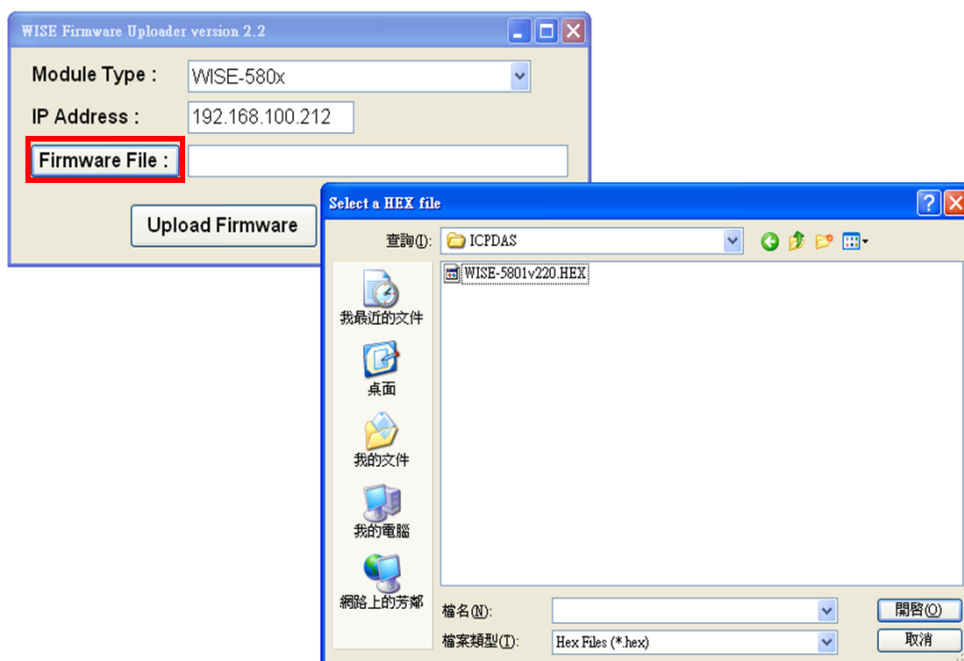 WISE Firmware Uploader version 2.2
Module Type :
WISE-580x
IP Address :
192.168.100.212
Firmware File :
Upload Firmware
Select a HEX file
查詢(I):
ICPDAS
WISE-5801v220.HEX
我最近的文件
桌面
我的文件
我的電腦
網路上的芳鄰
檔名(N):
開啓(O)
檔案類型(T):
Hex Files (*.hex)
取消